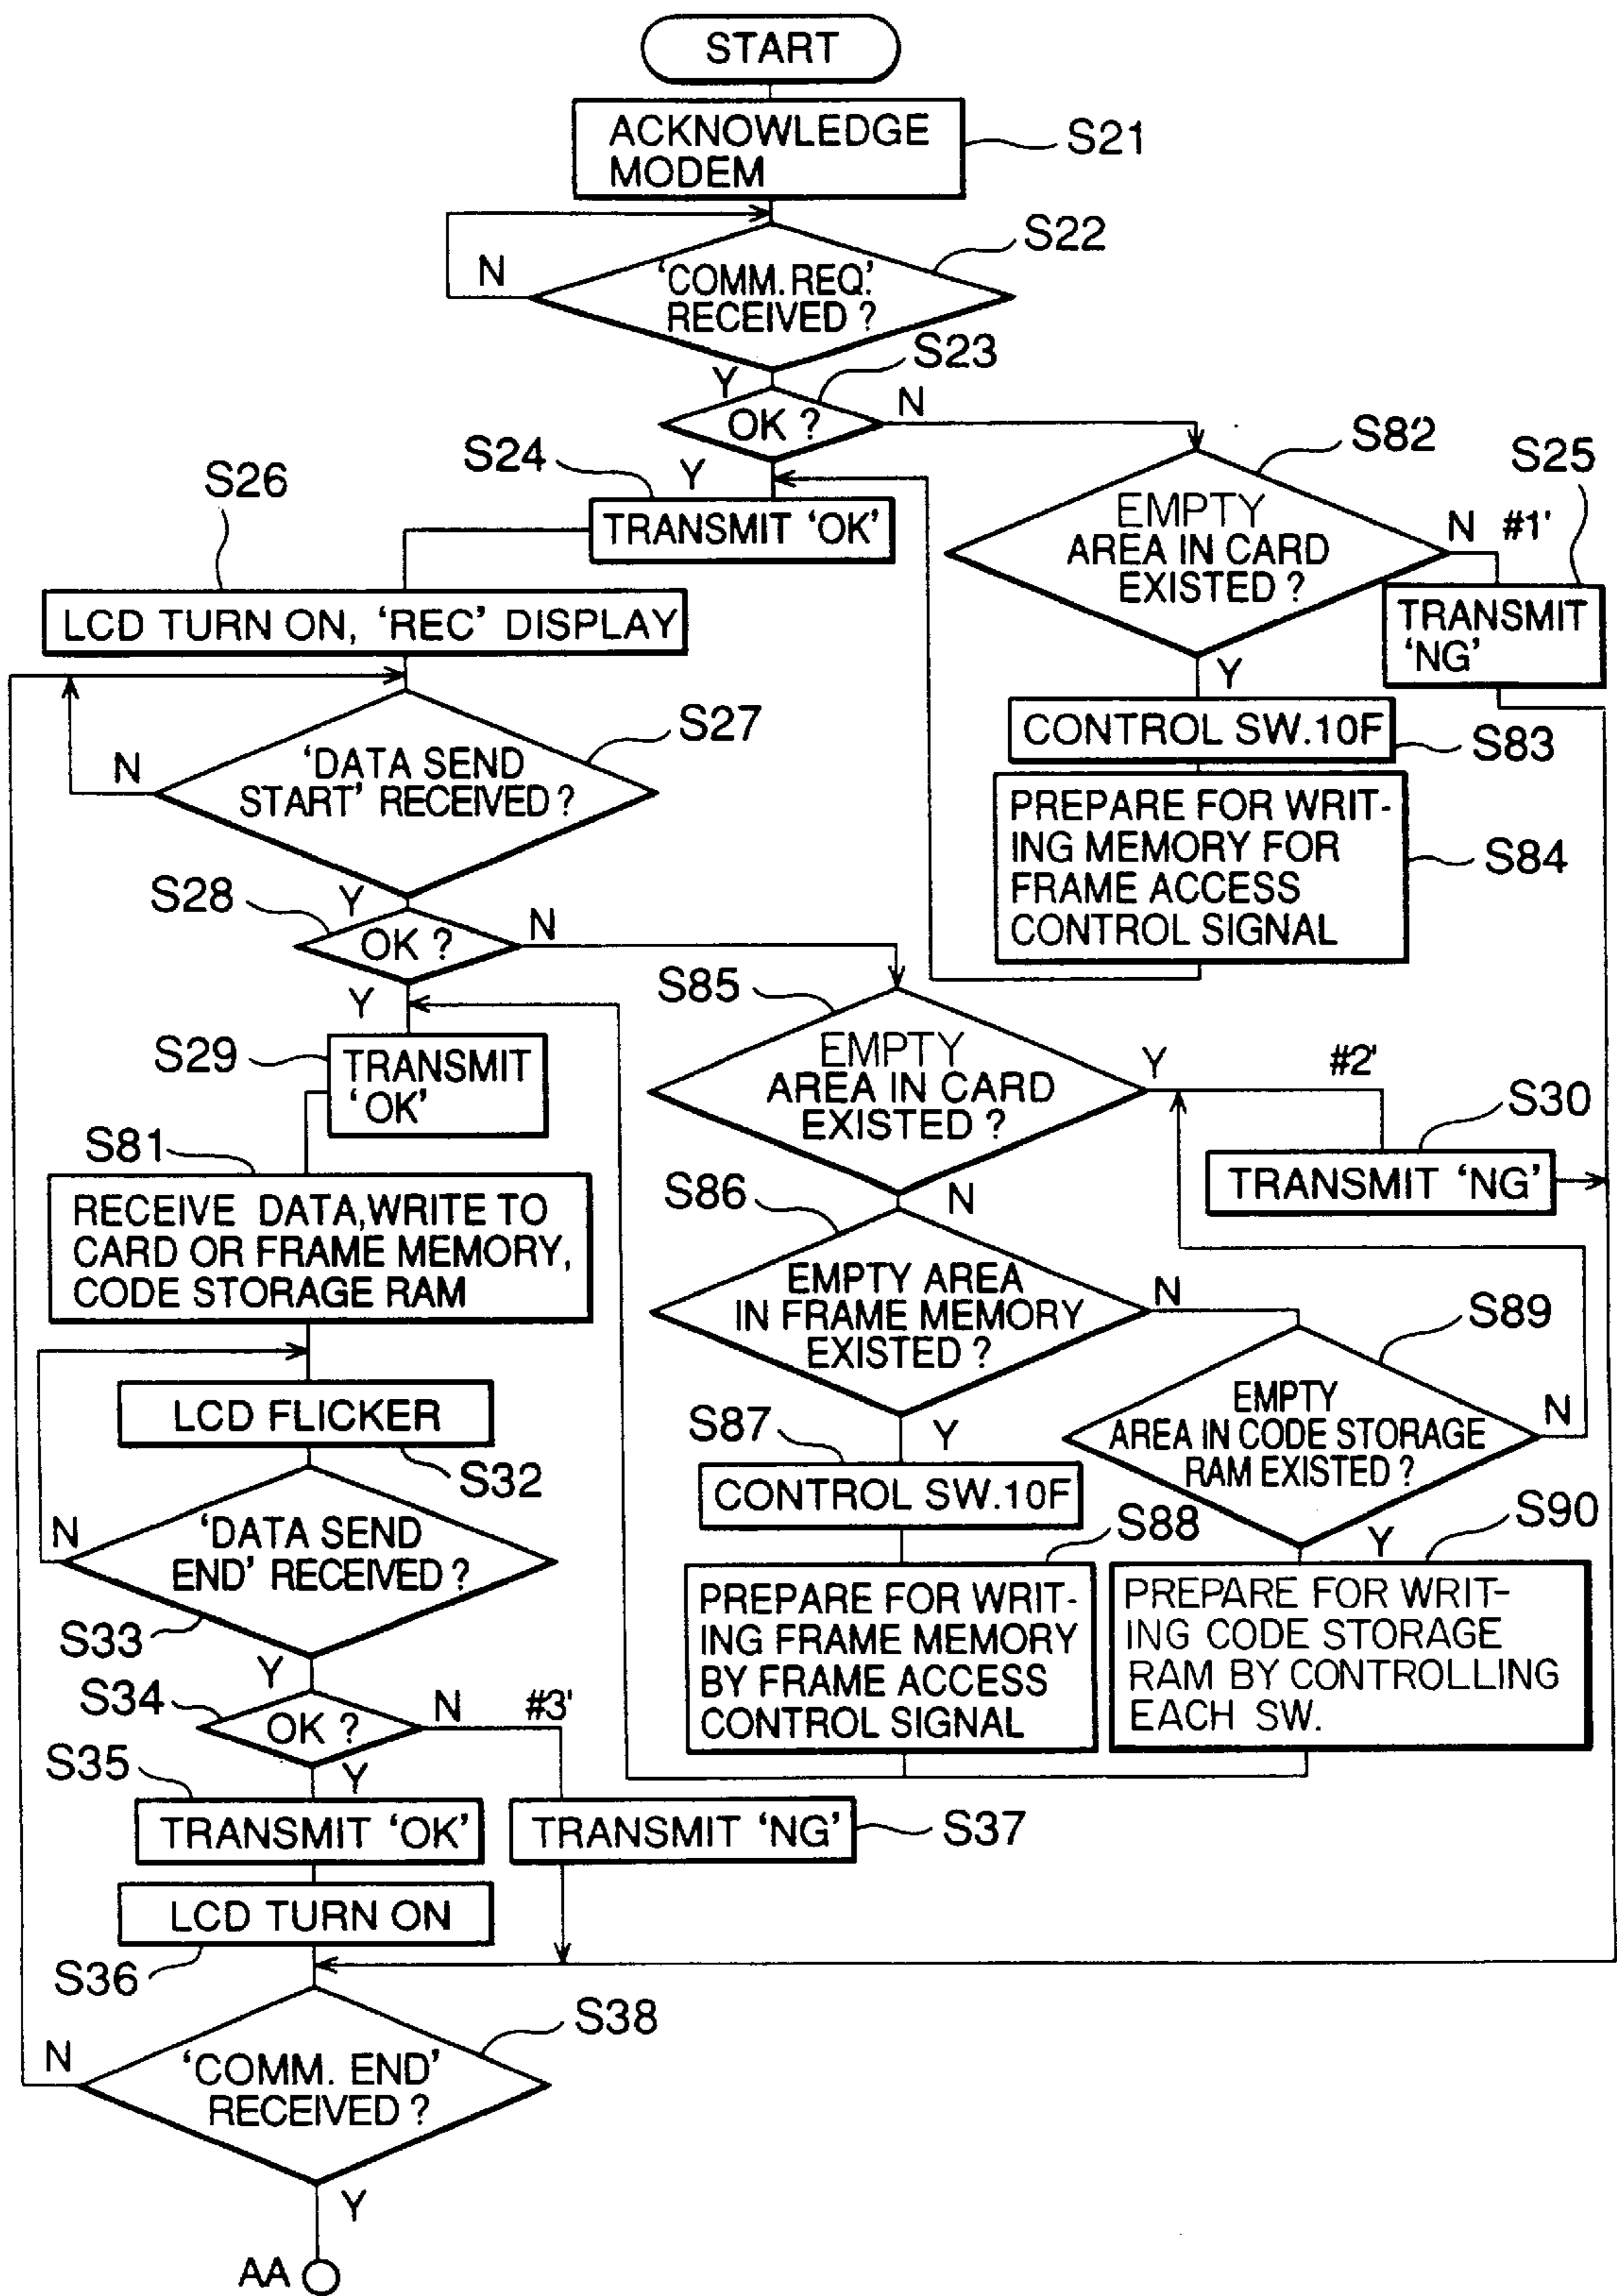 START
ACKNOWLEDGE
MODEM
S21
S22
N
'COMM.REQ.'
RECEIVED ?
S23
Y
OK ?
N
S82
S25
S24
Y
S26
TRANSMIT 'OK'
EMPTY
AREA IN CARD
EXISTED ?
N
#1'
LCD TURN ON, 'REC' DISPLAY
TRANSMIT
'NG'
Y
S27
CONTROL SW.10F
S83
N
'DATA SEND
START' RECEIVED ?
PREPARE FOR WRIT-
ING MEMORY FOR
FRAME ACCESS
CONTROL SIGNAL
S84
S28
Y
OK ?
N
S85
Y
S29
TRANSMIT
'OK'
EMPTY
AREA IN CARD
EXISTED ?
Y
#2'
S30
S81
TRANSMIT 'NG'
S86
N
RECEIVE DATA,WRITE TO
CARD OR FRAME MEMORY,
CODE STORAGE RAM
EMPTY AREA
IN FRAME MEMORY
EXISTED ?
N
S89
LCD FLICKER
S32
S87
Y
EMPTY
AREA IN CODE STORAGE
RAM EXISTED ?
N
CONTROL SW.10F
N
'DATA SEND
END' RECEIVED ?
S88
Y
S90
S33
Y
PREPARE FOR WRIT-
ING FRAME MEMORY
BY FRAME ACCESS
CONTROL SIGNAL
PREPARE FOR WRIT-
ING CODE STORAGE
RAM BY CONTROLLING
EACH SW.
S34
OK ?
N
#3'
S35
Y
TRANSMIT 'OK'
TRANSMIT 'NG'
S37
LCD TURN ON
S36
S38
N
'COMM. END'
RECEIVED ?
Y
AA